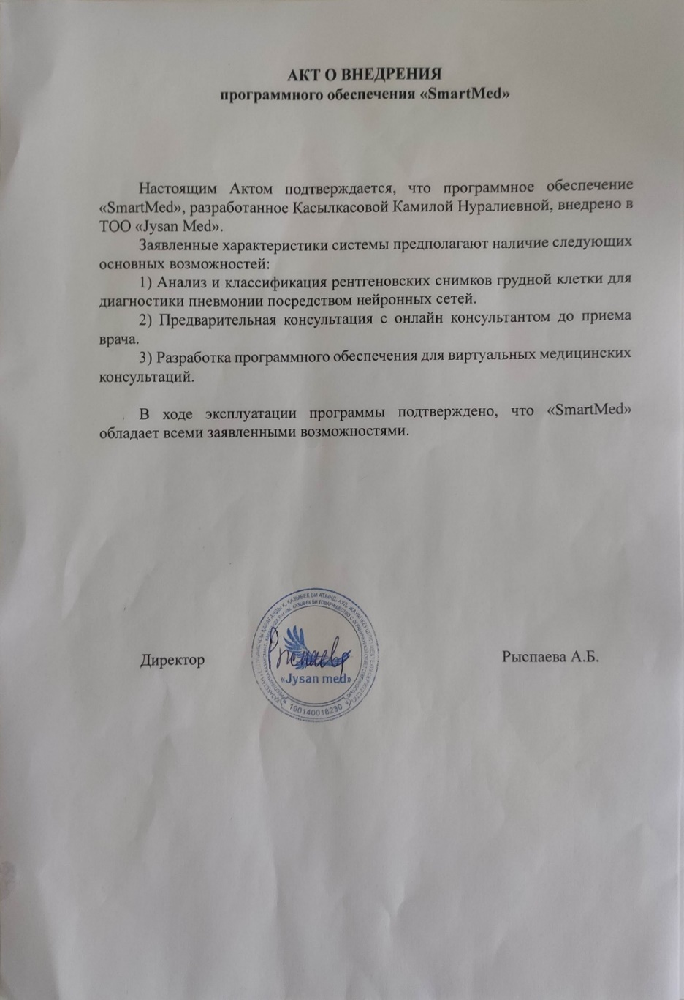 АКТ О ВНЕДРЕНИЯ
программного обеспечения «SmartMed»
Настоящим Актом подтверждается, что программное обеспечение
«SmartMed», разработанное Касылкасовой Камилой Нуралиевной, внедрено в
ТОО «Jysan Med».
Заявленные характеристики системы предполагают наличие следующих
основных возможностей:
1) Анализ и классификация рентгеновских снимков грудной клетки для
диагностики пневмонии посредством нейронных сетей.
2) Предварительная консультация с онлайн консультантом до приема
врача.
3) Разработка программного обеспечения для виртуальных медицинских
консультаций.
В ходе эксплуатации программы подтверждено, что «SmartMed»
обладает всеми заявленными возможностями.
Директор
Рыспаева А.Б.
Рыспаева
«Jysan med»
190140016230